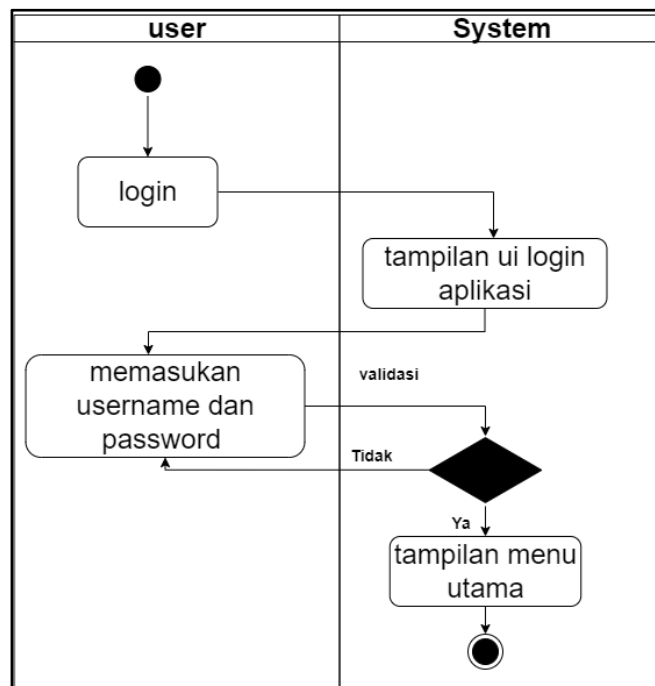 user
System
login
tampilan ui login
aplikasi
memasukan
username dan
password
validasi
Tidak
Ya
tampilan menu
utama